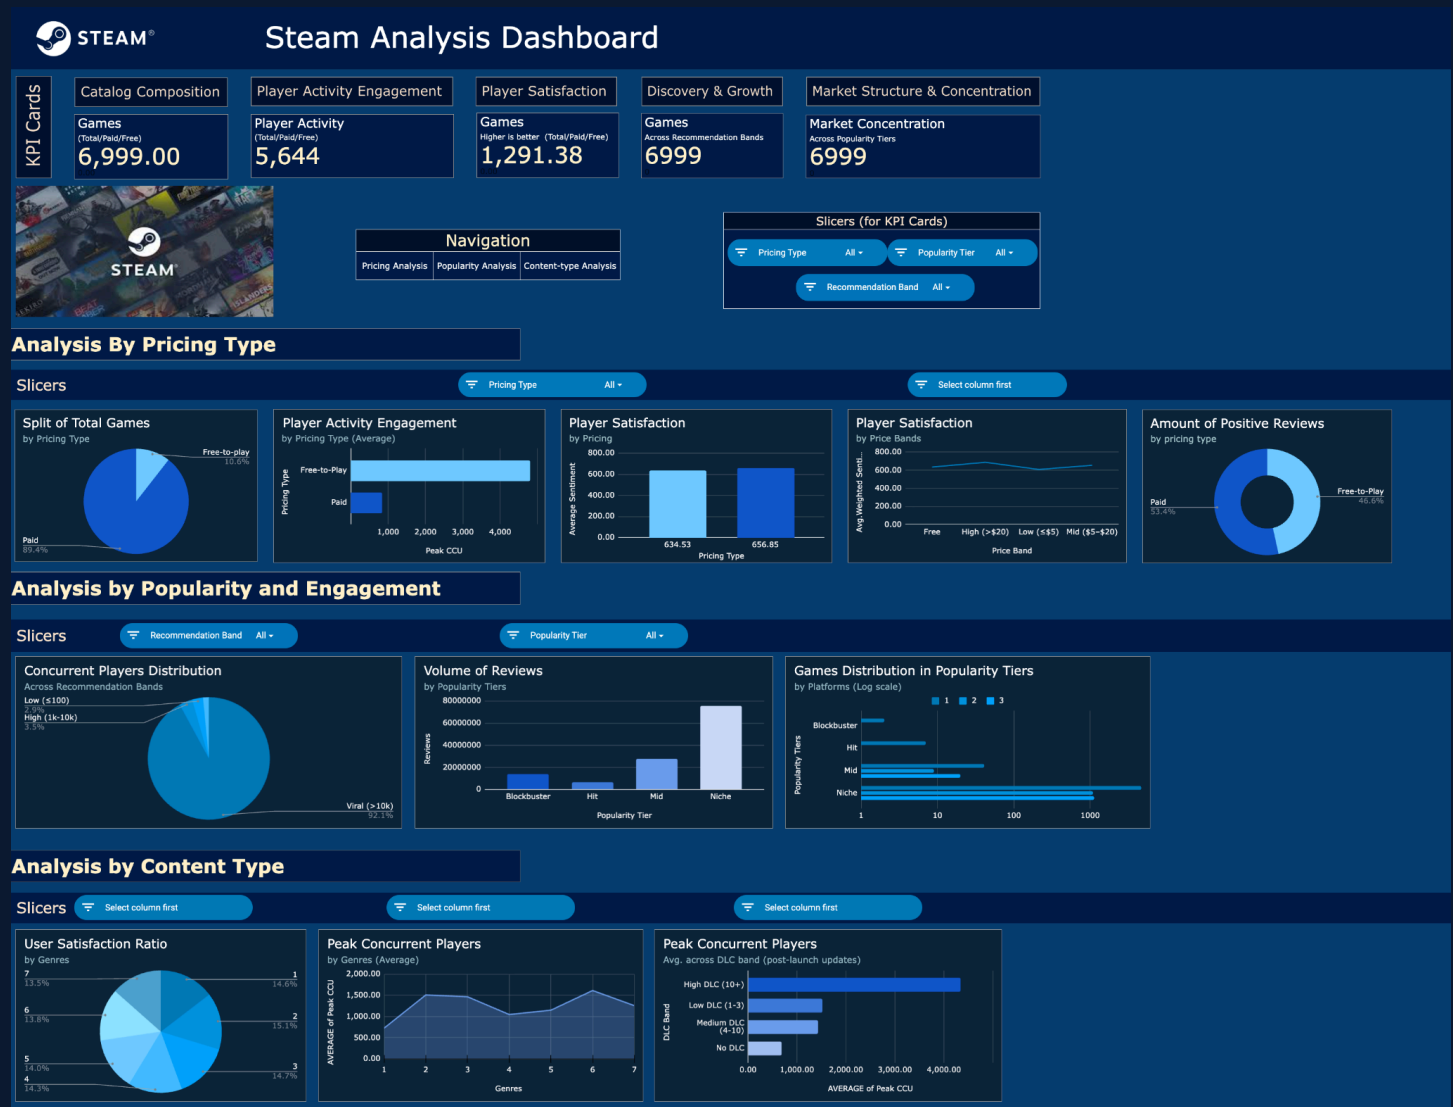 STEAM®
Steam Analysis Dashboard
KPI Cards
Catalog Composition
Player Activity Engagement
Player Satisfaction
Discovery & Growth
Market Structure & Concentration
Games
(Total/Paid/Free)
6,999.00
Player Activity
(Total/Paid/Free)
5,644
Games
Higher is better (Total/Paid/Free)
1,291.38
Games
Across Recommendation Bands
6999
Market Concentration
Across Popularity Tiers
6999
STEAM
Navigation
Pricing Analysis
Popularity Analysis
Content-type Analysis
Slicers (for KPI Cards)
Pricing Type All
Popularity Tier All
Recommendation Band All
Analysis By Pricing Type
Slicers
Pricing Type All
Select column first
Split of Total Games
by Pricing Type
Free-to-play
10.6%
Paid
89.4%
Player Activity Engagement
by Pricing Type (Average)
Pricing Type
Free-to-Play
Paid
1,000 2,000 3,000 4,000
Peak CCU
Player Satisfaction
by Pricing
Average Sentiment
800.00
600.00
400.00
200.00
0.00
634.53 656.85
Pricing Type
Player Satisfaction
by Price Bands
Avg.Weighted Senti...
800.00
600.00
400.00
200.00
0.00
Free High (>$20) Low (≤$5) Mid ($5–$20)
Price Band
Amount of Positive Reviews
by pricing type
Paid
53.4%
Free-to-Play
46.6%
Analysis by Popularity and Engagement
Slicers
Recommendation Band All
Popularity Tier All
Concurrent Players Distribution
Across Recommendation Bands
Low (≤100)
2.9%
High (1k-10k)
3.5%
Viral (>10k)
92.1%
Volume of Reviews
by Popularity Tiers
Reviews
80000000
60000000
40000000
20000000
0
Blockbuster Hit Mid Niche
Popularity Tier
Games Distribution in Popularity Tiers
by Platforms (Log scale)
1 2 3
Popularity Tiers
Blockbuster
Hit
Mid
Niche
1 10 100 1000
Analysis by Content Type
Slicers
Select column first
Select column first
Select column first
User Satisfaction Ratio
by Genres
7
13.5%
1
14.6%
6
13.8%
2
15.1%
5
14.0%
3
14.7%
4
14.3%
Peak Concurrent Players
by Genres (Average)
AVERAGE of Peak CCU
2,000.00
1,500.00
1,000.00
500.00
0.00
1 2 3 4 5 6 7
Genres
Peak Concurrent Players
Avg. across DLC band (post-launch updates)
DLC Band
High DLC (10+)
Low DLC (1-3)
Medium DLC
(4-10)
No DLC
0.00 1,000.00 2,000.00 3,000.00 4,000.00
AVERAGE of Peak CCU